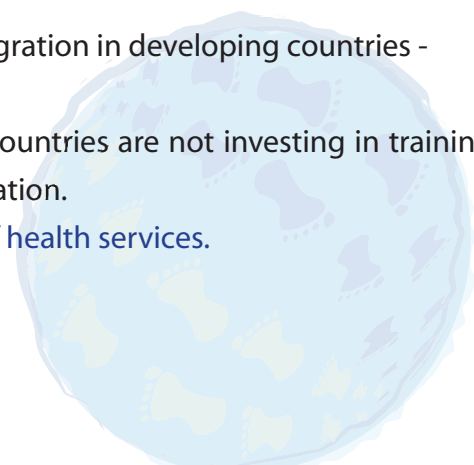 gration in developing countries -
ountries are not investing in trainin
ation.
health services.